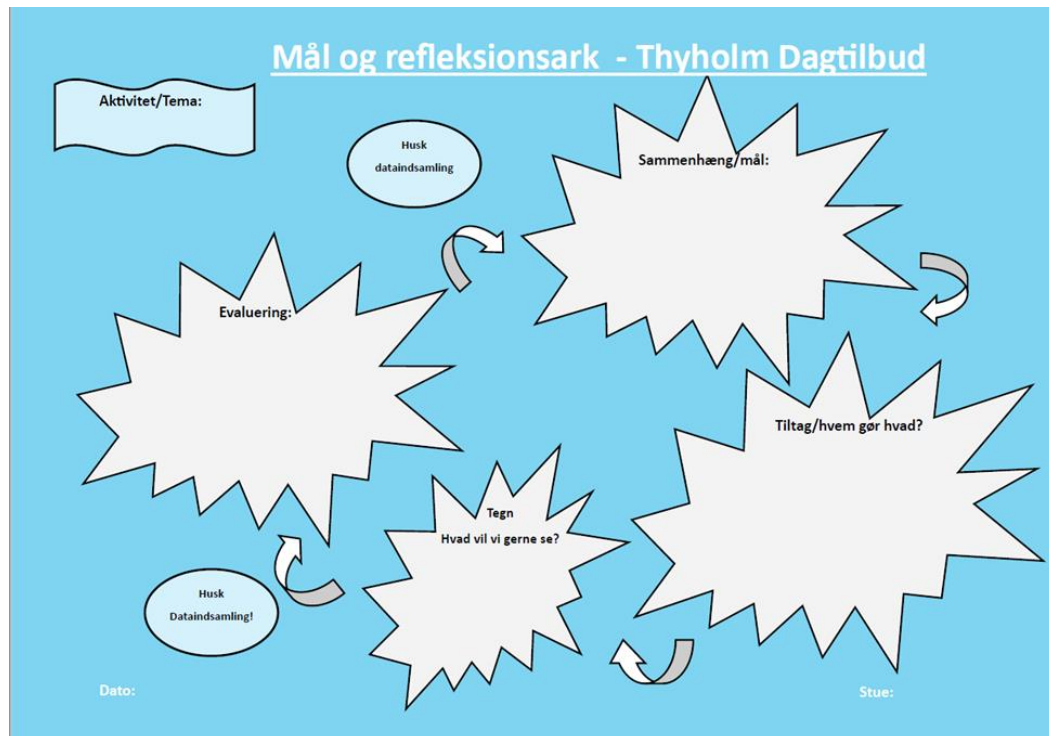 Mål og refleksionsark - Thyholm Dagtilbud
Aktivitet/Tema:
Husk
dataindsamling
Sammenhæng/mål:
Evaluering:
Tiltag/hvem gør hvad?
Tegn
Hvad vil vi gerne se?
Husk
Dataindsamling!
Dato:
Stue: